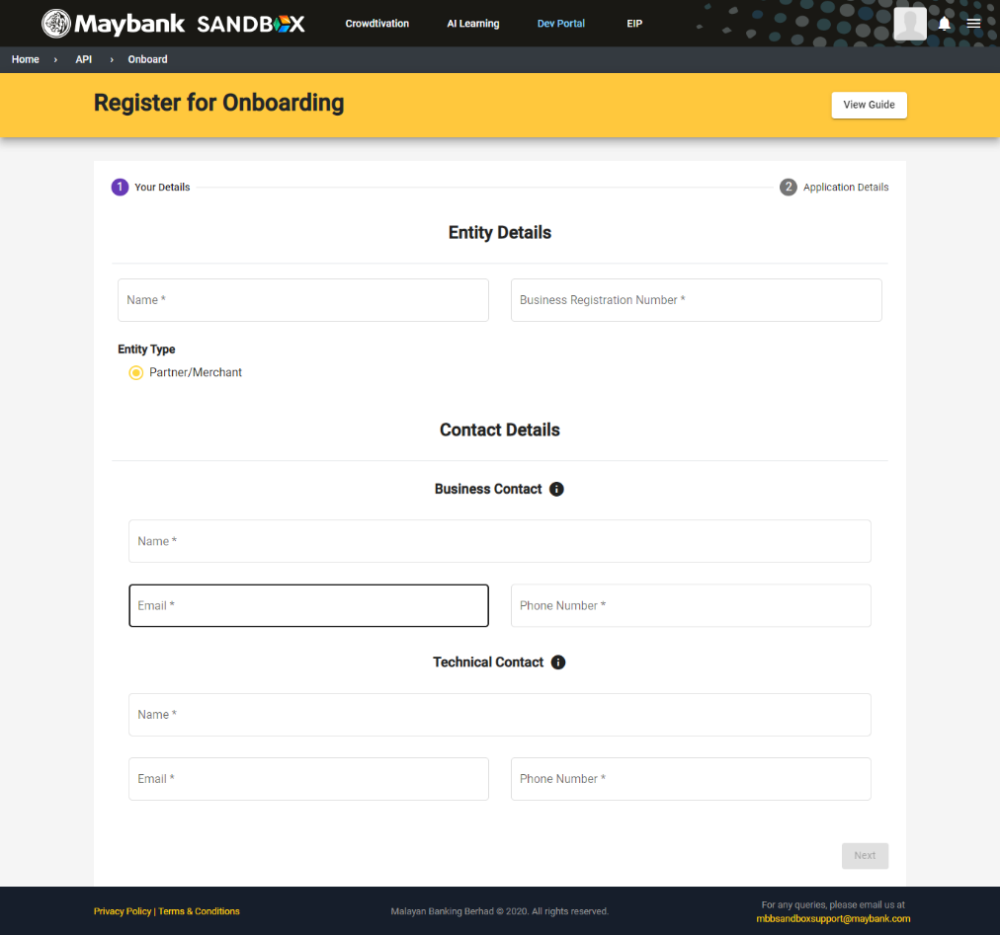 Maybank SANDBOX Crowdtivation AI Learning Dev Portal EIP
Home › API › Onboard
Register for Onboarding
View Guide
1 Your Details 2 Application Details
Entity Details
Name * Business Registration Number *
Entity Type
Partner/Merchant
Contact Details
Business Contact i
Name *
Email * Phone Number *
Technical Contact i
Name *
Email * Phone Number *
Next
Privacy Policy | Terms & Conditions
Malayan Banking Berhad © 2020. All rights reserved.
For any queries, please email us at
mbbsandboxsupport@maybank.com